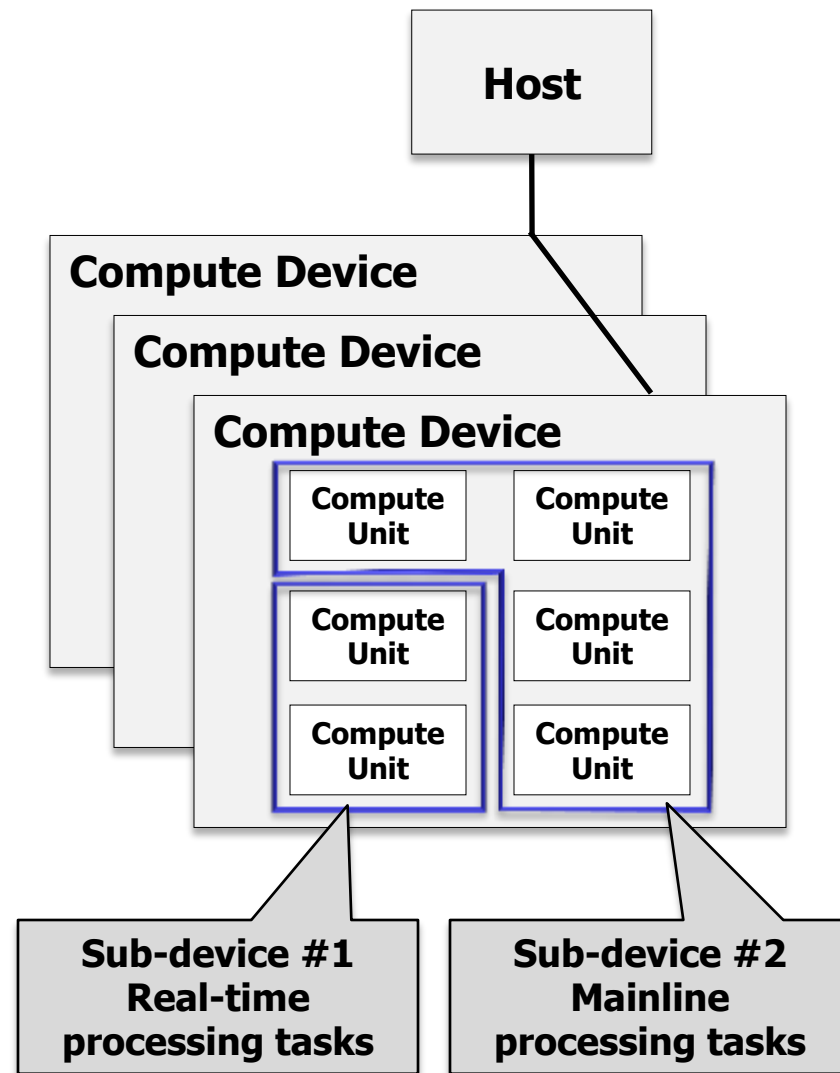 Host
Compute Device
Compute Device
Compute Device
Compute
Unit
Compute
Unit
Compute
Unit
Compute
Unit
Compute
Unit
Compute
Unit
Sub-device #1
Real-time
processing tasks
Sub-device #2
Mainline
processing tasks